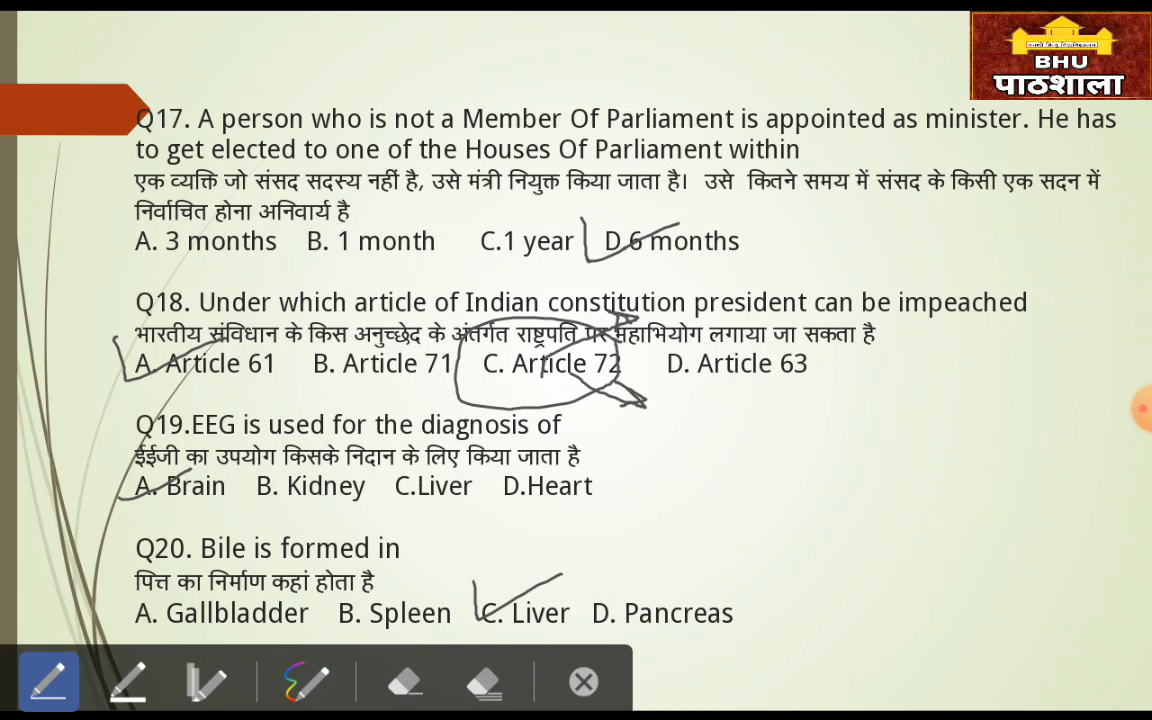 BHU
पाठशाला
Q17. A person who is not a Member Of Parliament is appointed as minister. He has
to get elected to one of the Houses Of Parliament within
एक व्यक्ति जो संसद सदस्य नहीं है, उसे मंत्री नियुक्त किया जाता है। उसे कितने समय में संसद के किसी एक सदन में
निर्वाचित होना अनिवार्य है
A. 3 months B. 1 month C.1 year D 6 months
Q18. Under which article of Indian constitution president can be impeached
भारतीय संविधान के किस अनुच्छेद के अंतर्गत राष्ट्रपति पर महाभियोग लगाया जा सकता है
A. Article 61 B. Article 71 C. Article 72 D. Article 63
Q19.EEG is used for the diagnosis of
ईईजी का उपयोग किसके निदान के लिए किया जाता है
A. Brain B. Kidney C.Liver D.Heart
Q20. Bile is formed in
पित्त का निर्माण कहां होता है
A. Gallbladder B. Spleen C. Liver D. Pancreas